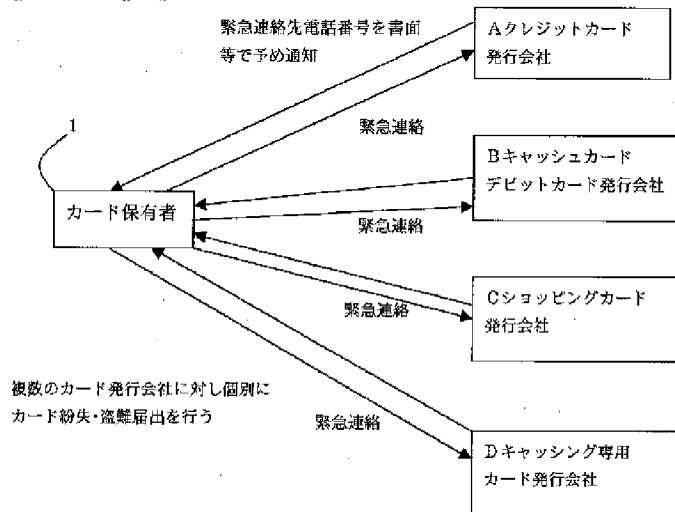 緊急連絡先電話番号を書面
等で予め通知
Aクレジットカード
発行会社
1
緊急連絡
Bキャッシュカード
デビットカード発行会社
カード保有者
緊急連絡
Cショッピングカード
発行会社
緊急連絡
複数のカード発行会社に対し個別に
カード紛失・盗難届出を行う
緊急連絡
Dキャッシング専用
カード発行会社